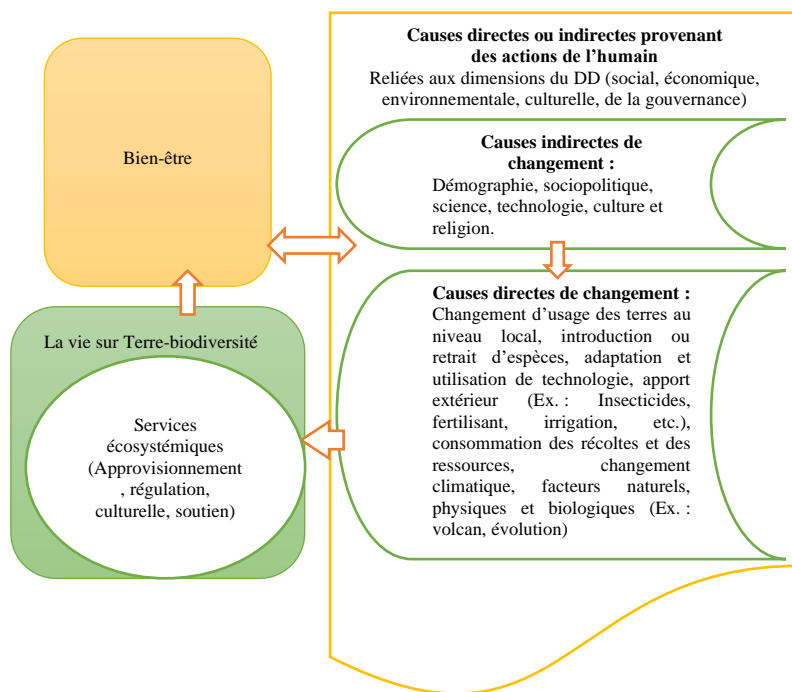 Causes directes ou indirectes provenant
des actions de l'humain
Reliées aux dimensions du DD (social, économique,
environnementale, culturelle, de la gouvernance)
Bien-être
Causes indirectes de
changement :
Démographie, sociopolitique,
science, technologie, culture et
religion.
Causes directes de changement :
Changement d'usage des terres au
niveau local, introduction ou
retrait d'espèces, adaptation et
utilisation de technologie, apport
extérieur (Ex. : Insecticides,
fertilisant, irrigation, etc.),
consommation des récoltes et des
ressources, changement
climatique, facteurs naturels,
physiques et biologiques (Ex. :
volcan, évolution)
La vie sur Terre-biodiversité
Services
écosystémiques
(Approvisionnement
, régulation,
culturelle, soutien)